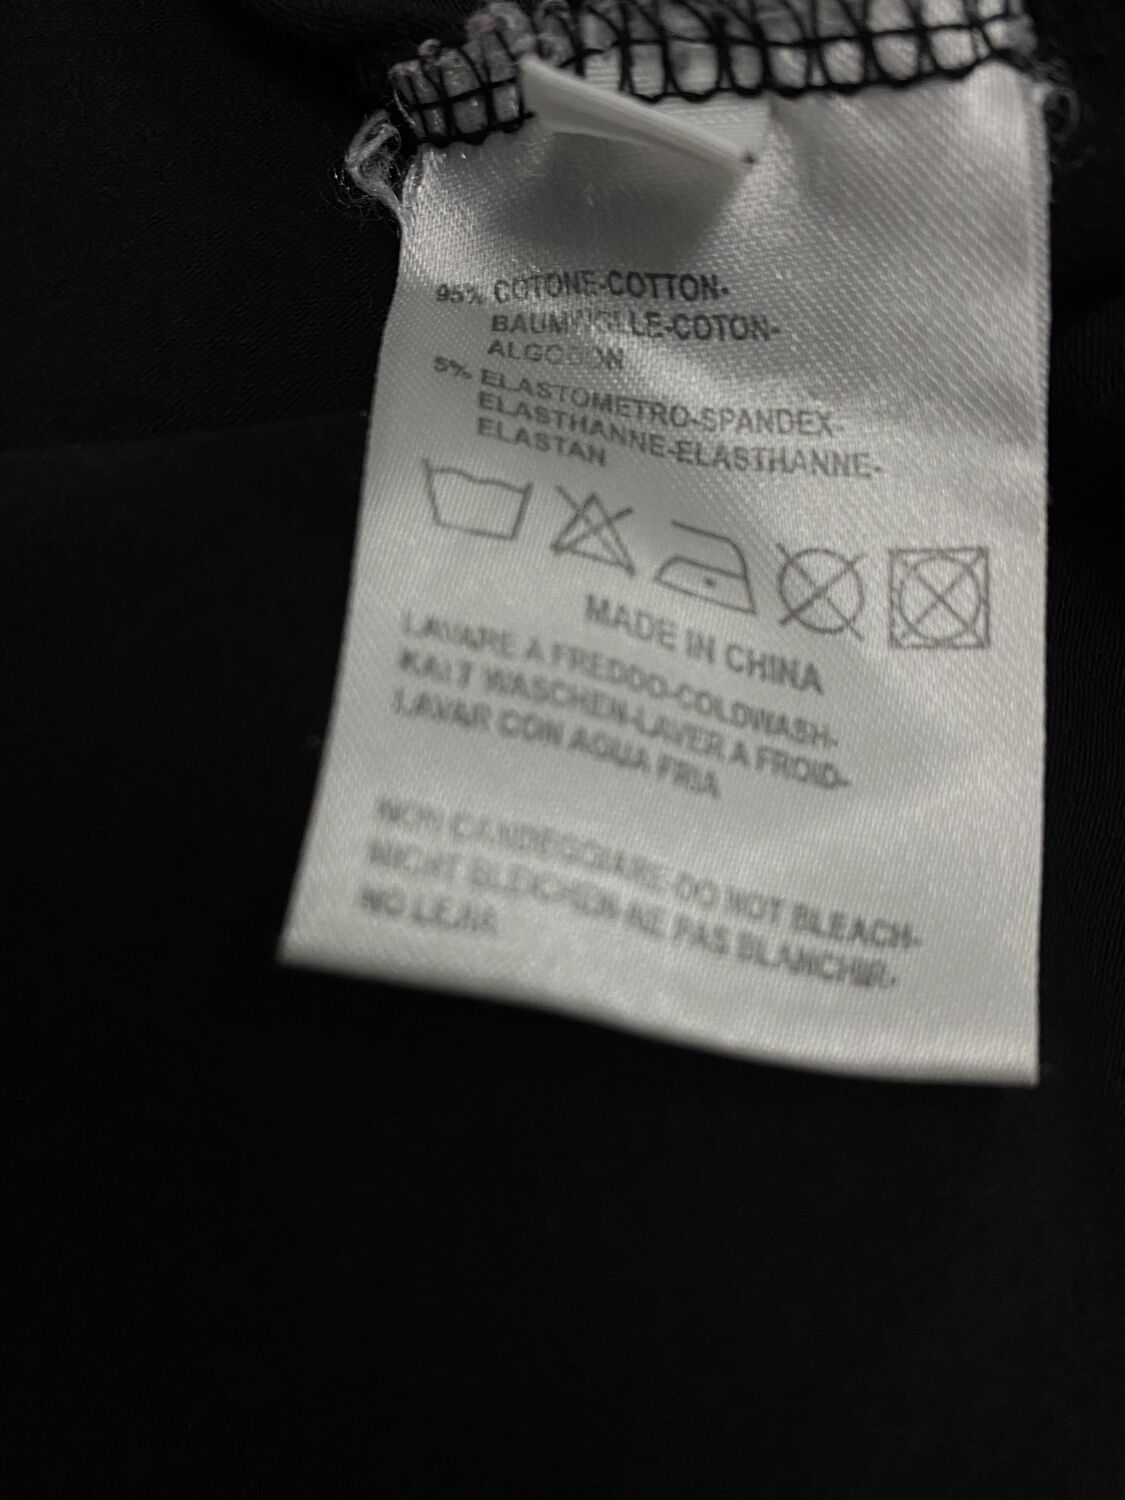 95% COTONE-COTTON-
BAUMWOLLE-COTON-
ALGODON
5% ELASTOMETRO-SPANDEX-
ELASTHANNE-ELASTHANNE-
ELASTAN
MADE IN CHINA
LAVARE A FREDDO-COLDWASH-
KALT WASCHEN-LAVER A FROID-
LAVAR CON AGUA FRIA
NON CANDEGGIARE-DO NOT BLEACH-
NICHT BLEICHEN-NE PAS BLANCHIR-
NO LEJIA